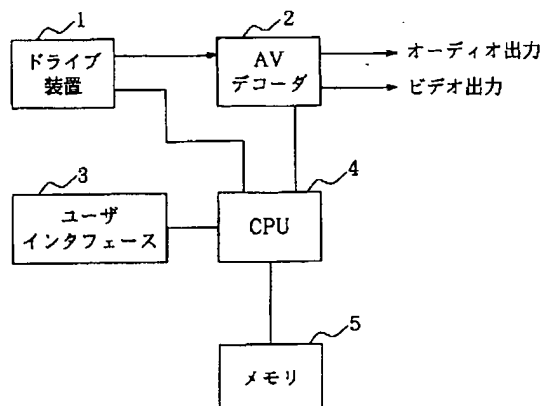 1
ドライブ
装置
2
AV
デコーダ
オーディオ出力
ビデオ出力
3
ユーザ
インタフェース
4
CPU
5
メモリ